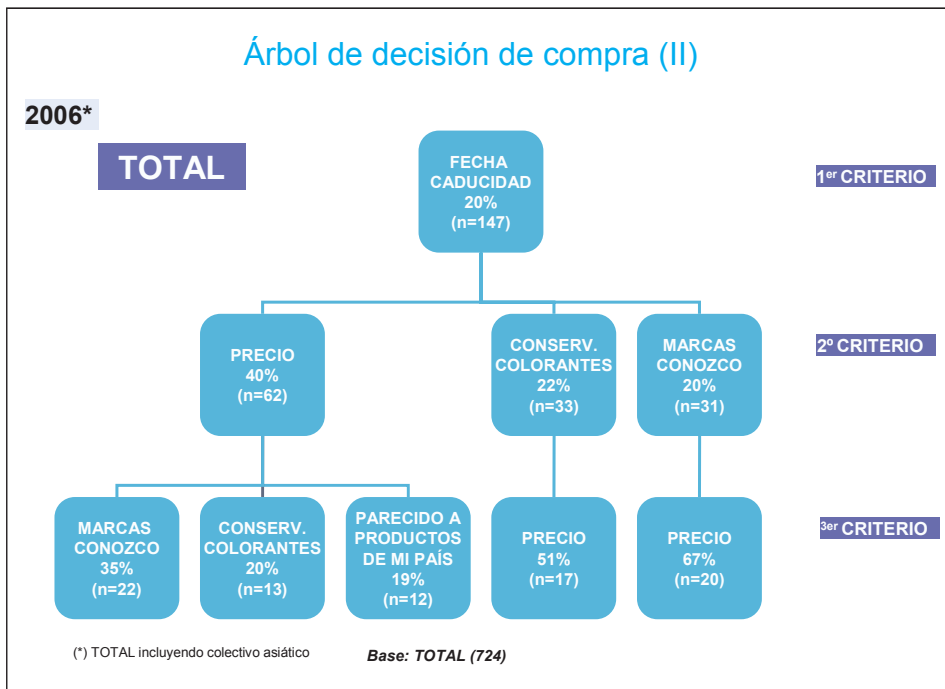 Árbol de decisión de compra (II)
2006*
TOTAL
FECHA
CADUCIDAD
20%
(n=147)
1er CRITERIO
PRECIO
40%
(n=62)
CONSERV.
COLORANTES
22%
(n=33)
MARCAS
CONOZCO
20%
(n=31)
2º CRITERIO
MARCAS
CONOZCO
35%
(n=22)
CONSERV.
COLORANTES
20%
(n=13)
PARECIDO A
PRODUCTOS
DE MI PAÍS
19%
(n=12)
PRECIO
51%
(n=17)
PRECIO
67%
(n=20)
3er CRITERIO
(*) TOTAL incluyendo colectivo asiático
Base: TOTAL (724)